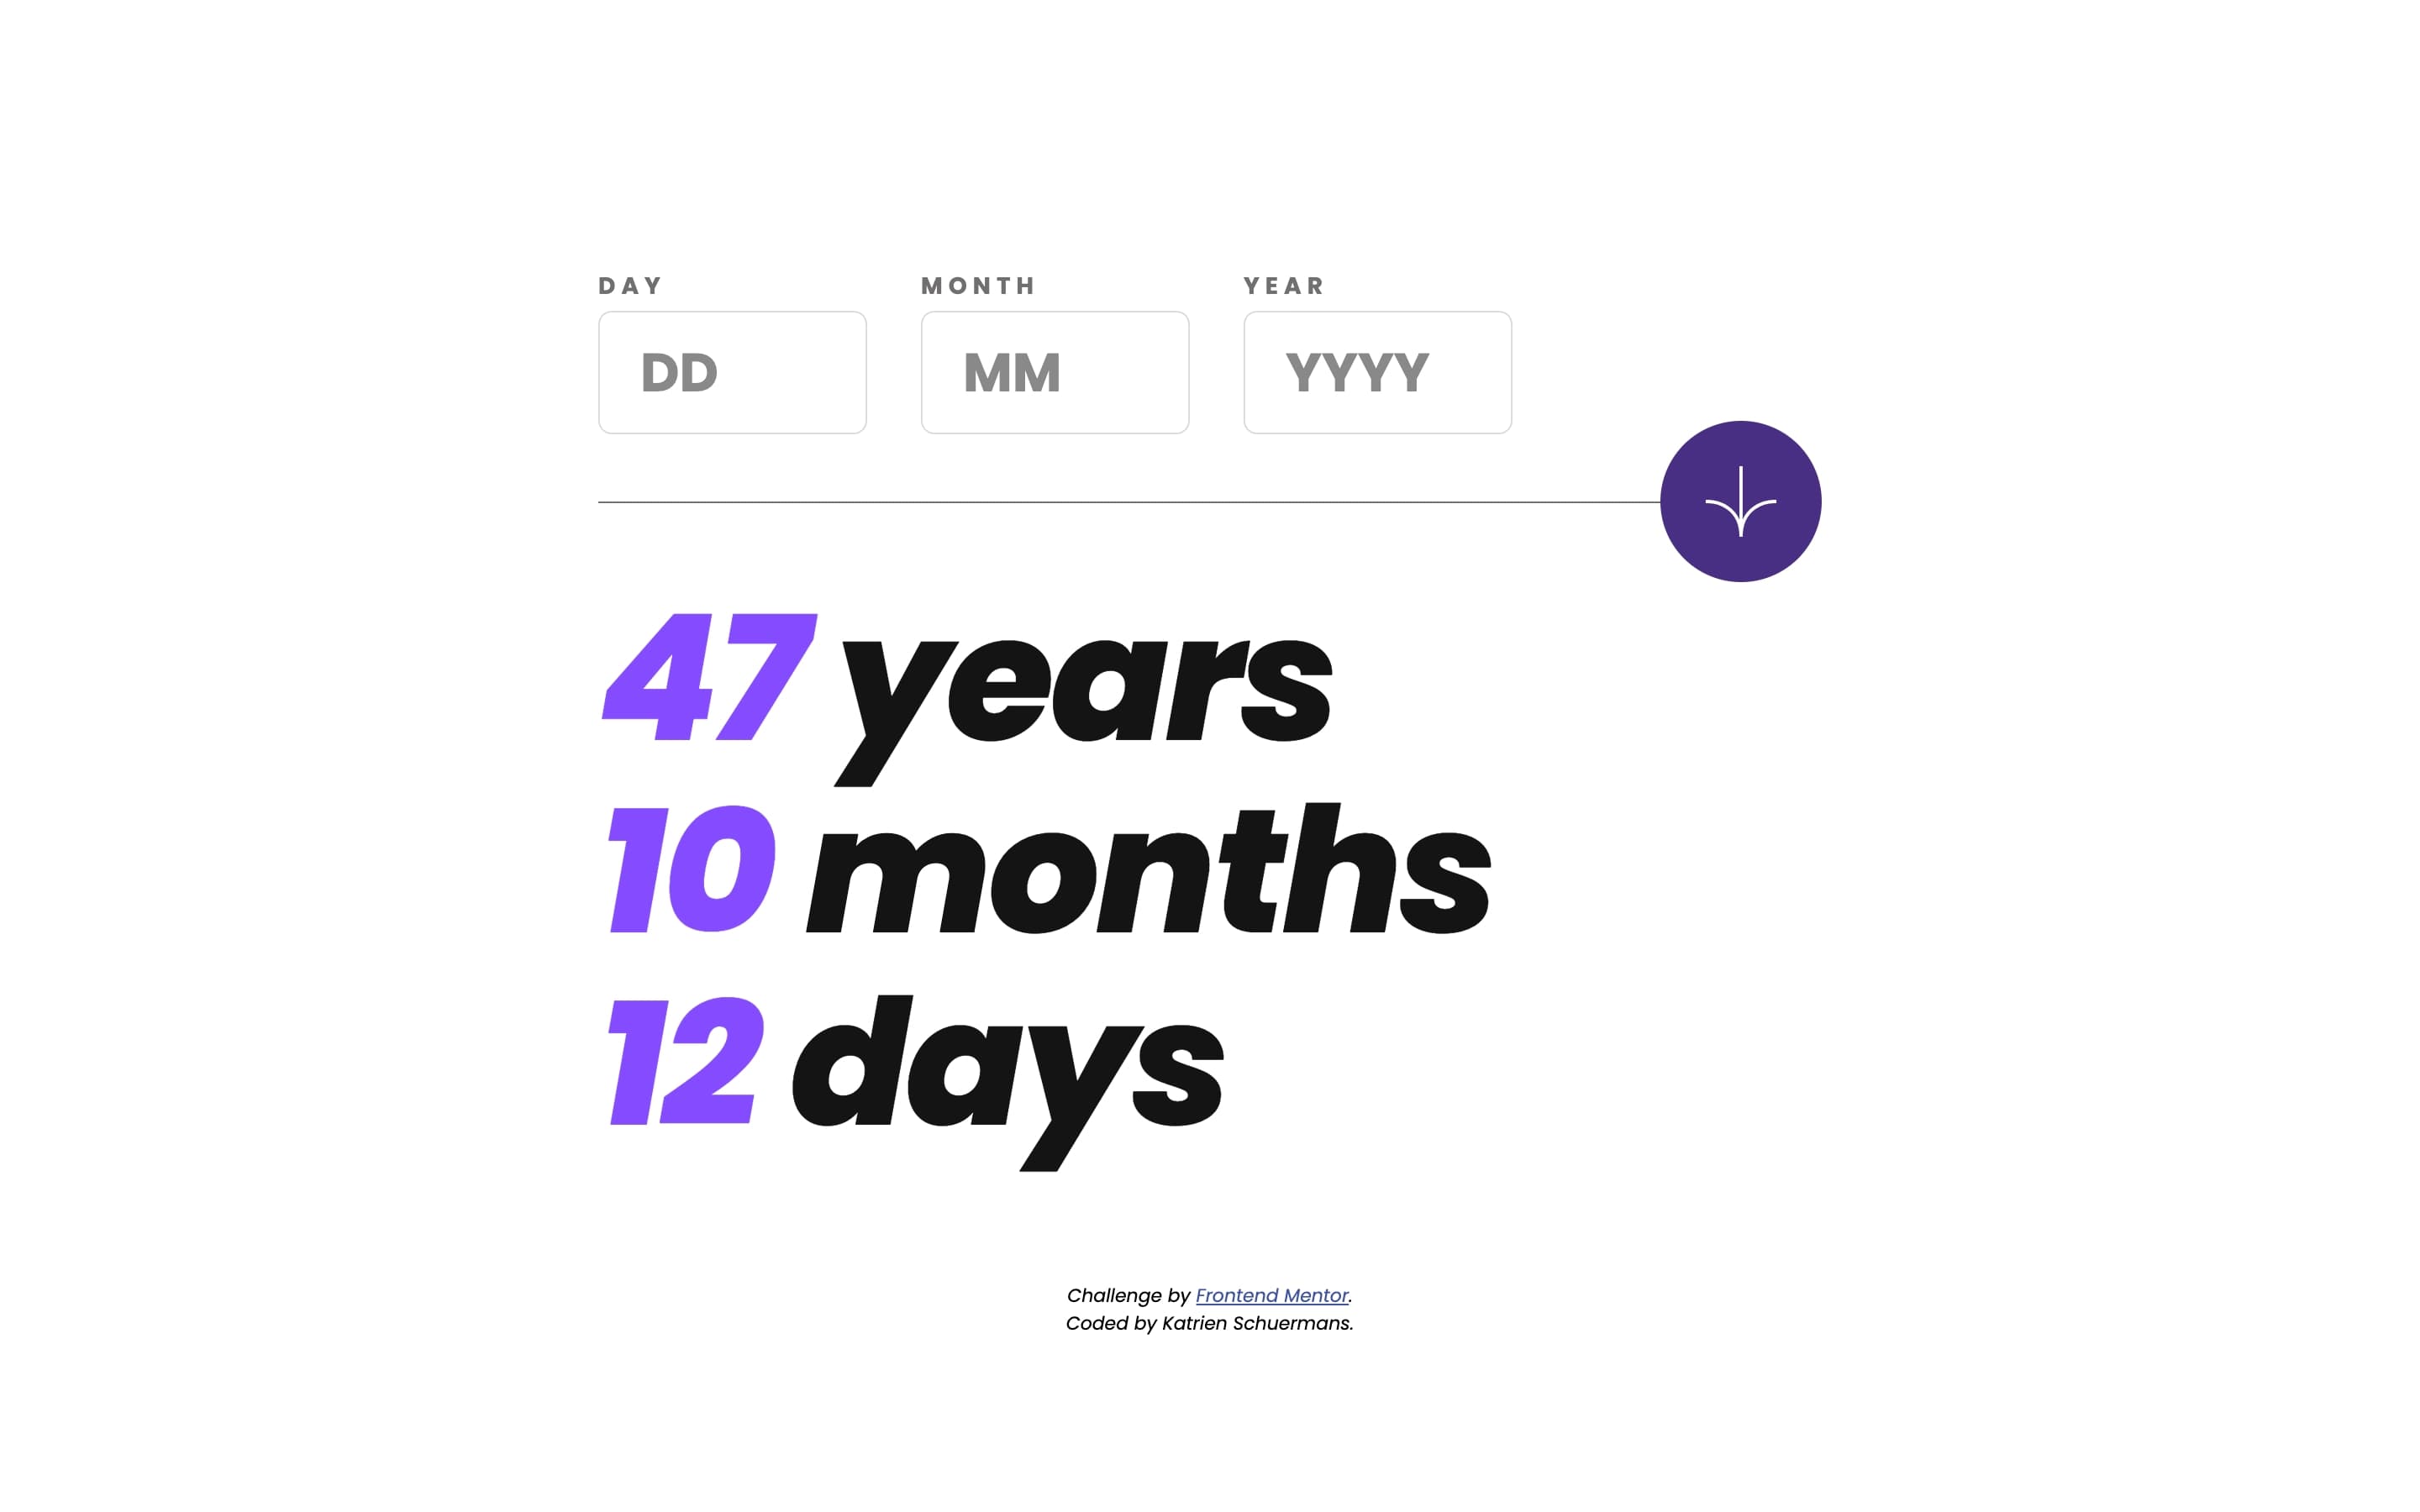 DAY MONTH YEAR
DD MM YYYY
47 years
10 months
12 days
Challenge by Frontend Mentor.
Coded by Katrien Schuermans.